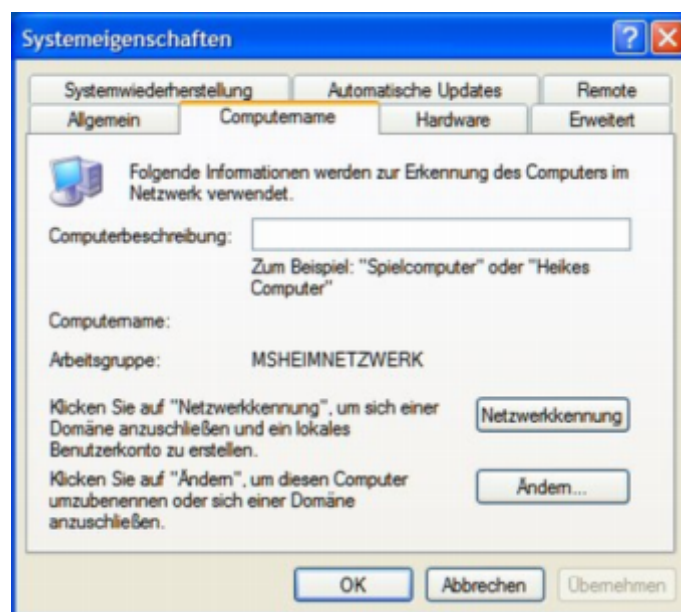 Systemeigenschaften
Systemwiederherstellung Automatische Updates Remote
Allgemein Computername Hardware Erweitert
Folgende Informationen werden zur Erkennung des Computers im
Netzwerk verwendet.
Computerbeschreibung:
Zum Beispiel: "Spielcomputer" oder "Heikes
Computer"
Computername:
Arbeitsgruppe: MSHEIMNETZWERK
Klicken Sie auf "Netzwerkkennung", um sich einer
Domäne anzuschließen und ein lokales
Benutzerkonto zu erstellen.
Netzwerkkennung
Klicken Sie auf "Ändern", um diesen Computer
umzubenennen oder sich einer Domäne
anzuschließen.
Ändern...
OK Abbrechen Übernehmen